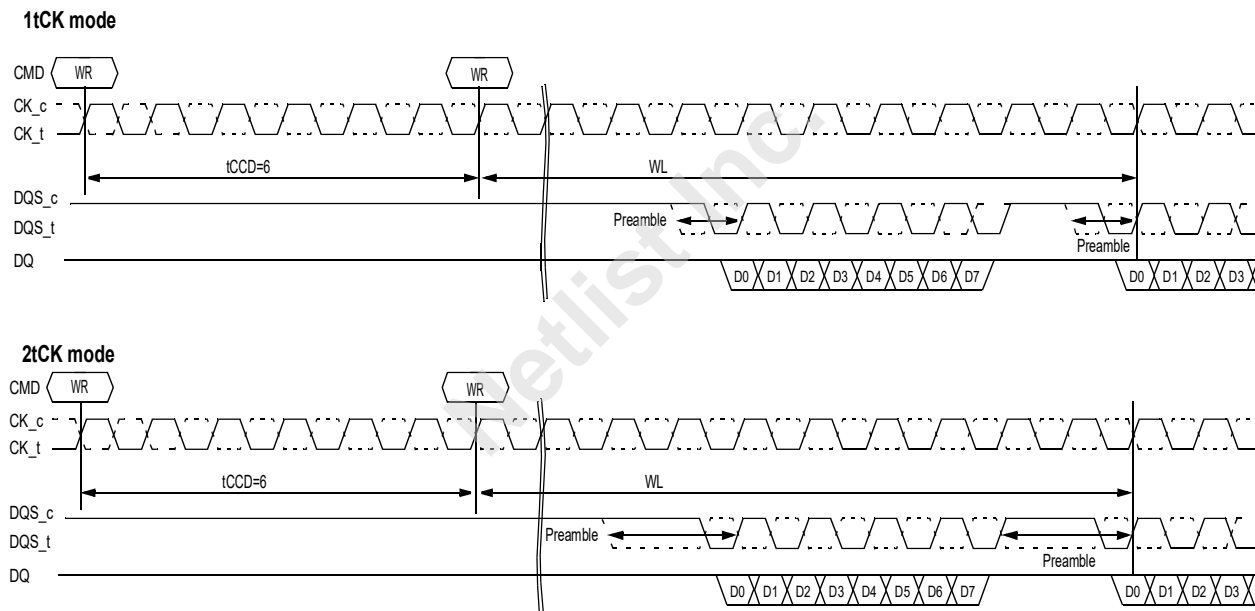 1tCK mode
CMD WR WR
CK_c
CK_t
tCCD=6 WL
DQS_c
Preamble
DQS_t
Preamble
DQ
D0 D1 D2 D3 D4 D5 D6 D7 D0 D1 D2 D3
Netlist Inc.
2tCK mode
CMD WR WR
CK_c
CK_t
tCCD=6 WL
DQS_c
Preamble
DQS_t
Preamble
DQ
D0 D1 D2 D3 D4 D5 D6 D7 D0 D1 D2 D3